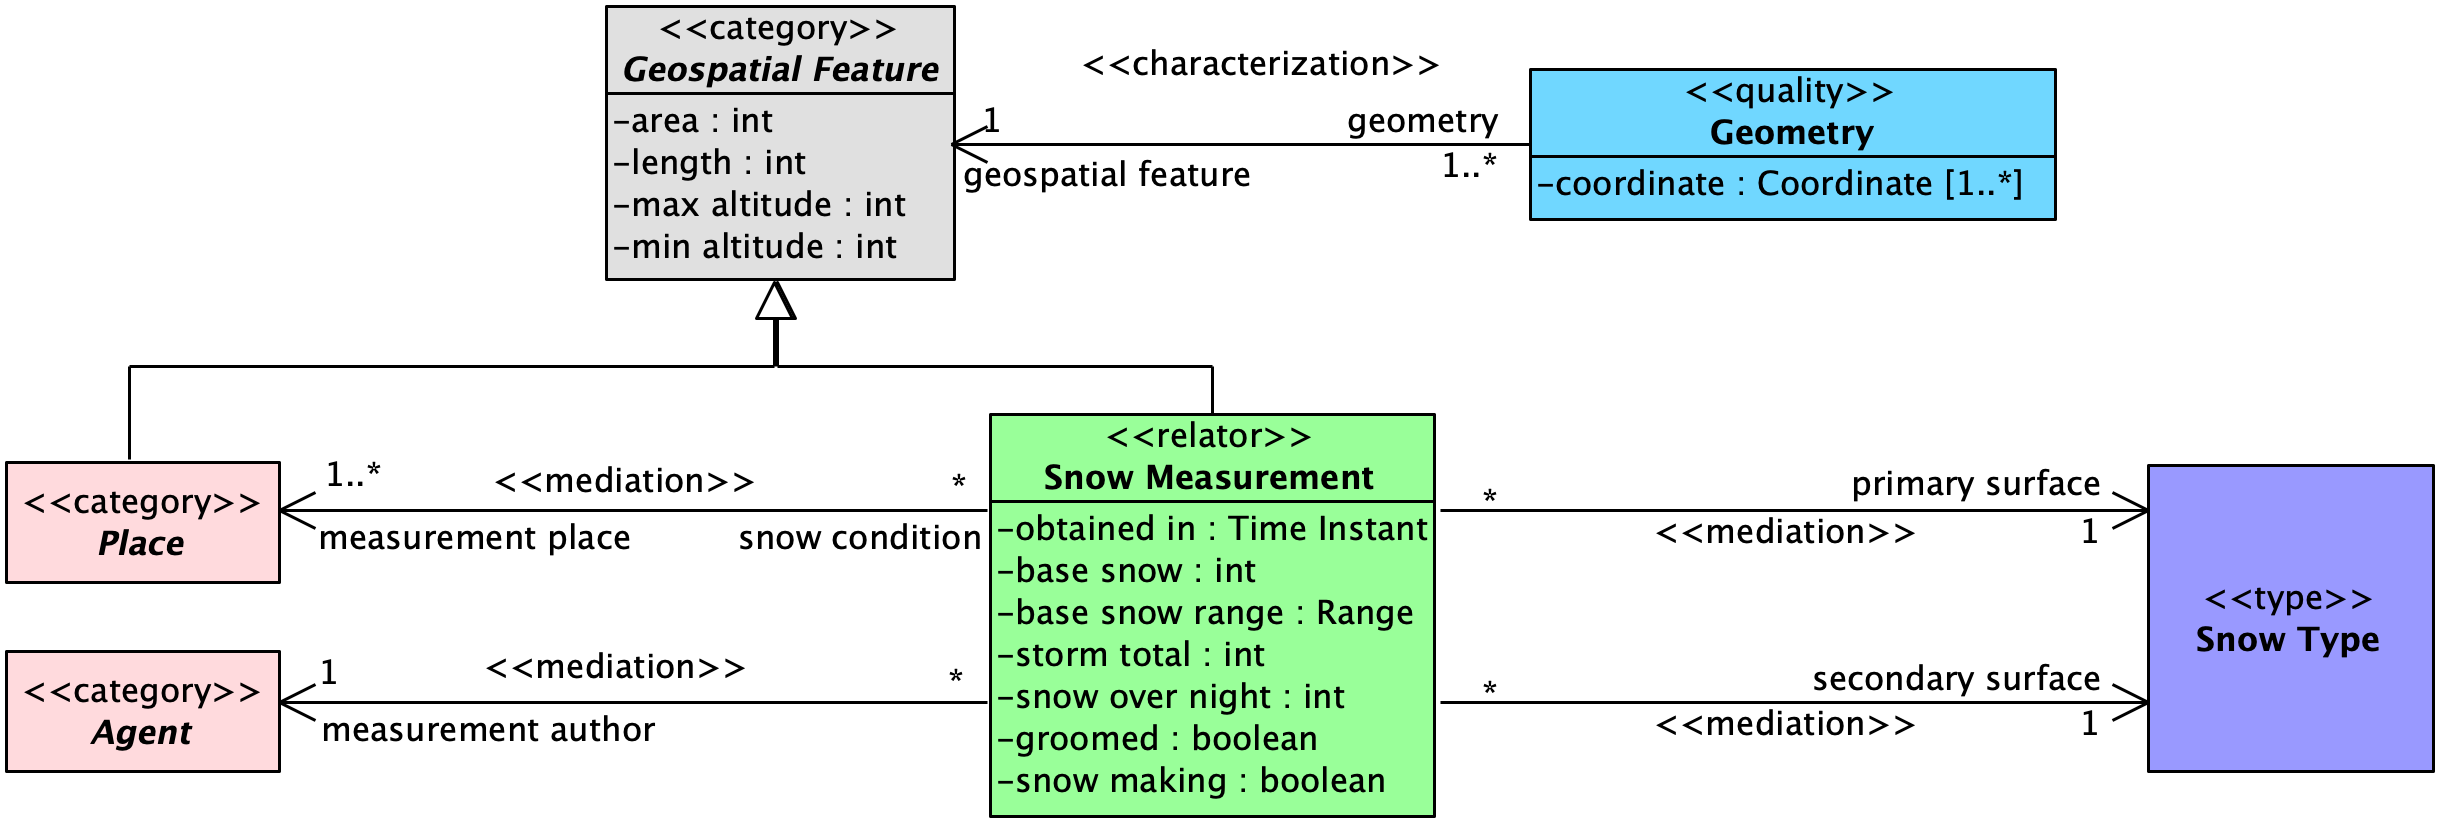 <<category>>
Geospatial Feature
-area : int
-length : int
-max altitude : int
-min altitude : int
<<characterization>>
1
geometry
geospatial feature
1..*
<<quality>>
Geometry
-coordinate : Coordinate [1..*]
<<category>>
Place
1..*
<<mediation>>
*
measurement place
snow condition
<<category>>
Agent
1
<<mediation>>
*
measurement author
<<relator>>
Snow Measurement
-obtained in : Time Instant
-base snow : int
-base snow range : Range
-storm total : int
-snow over night : int
-groomed : boolean
-snow making : boolean
*
primary surface
<<mediation>>
1
*
secondary surface
<<mediation>>
1
<<type>>
Snow Type